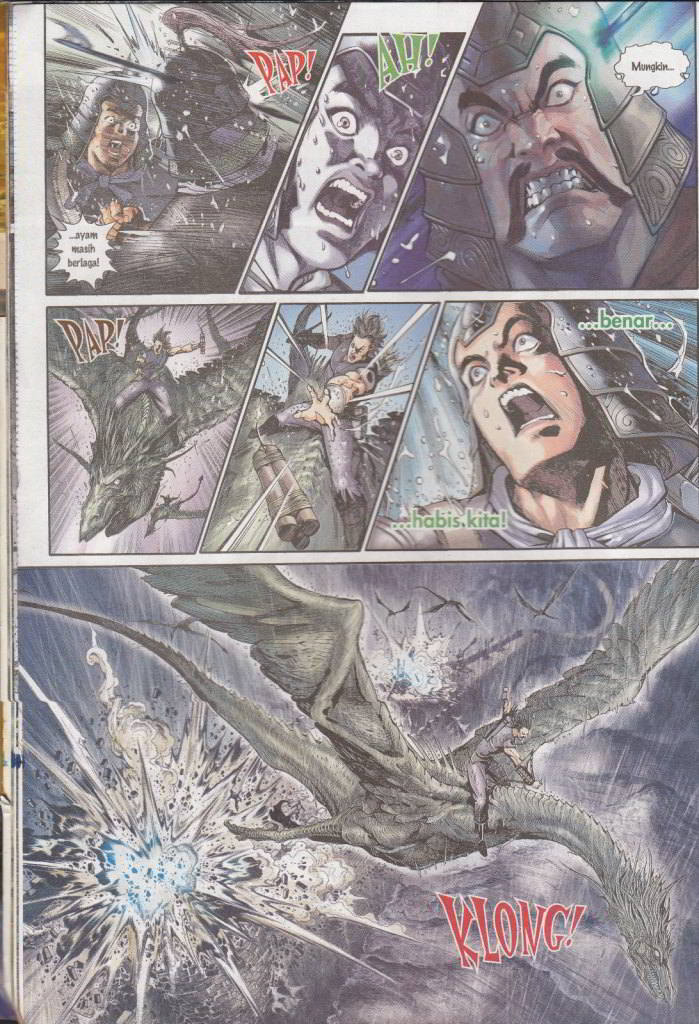 PAP!
...ayam
masih
berlaga!
AH!
Mungkin...
PAP!
...benar...
...habis kita!
KLONG!